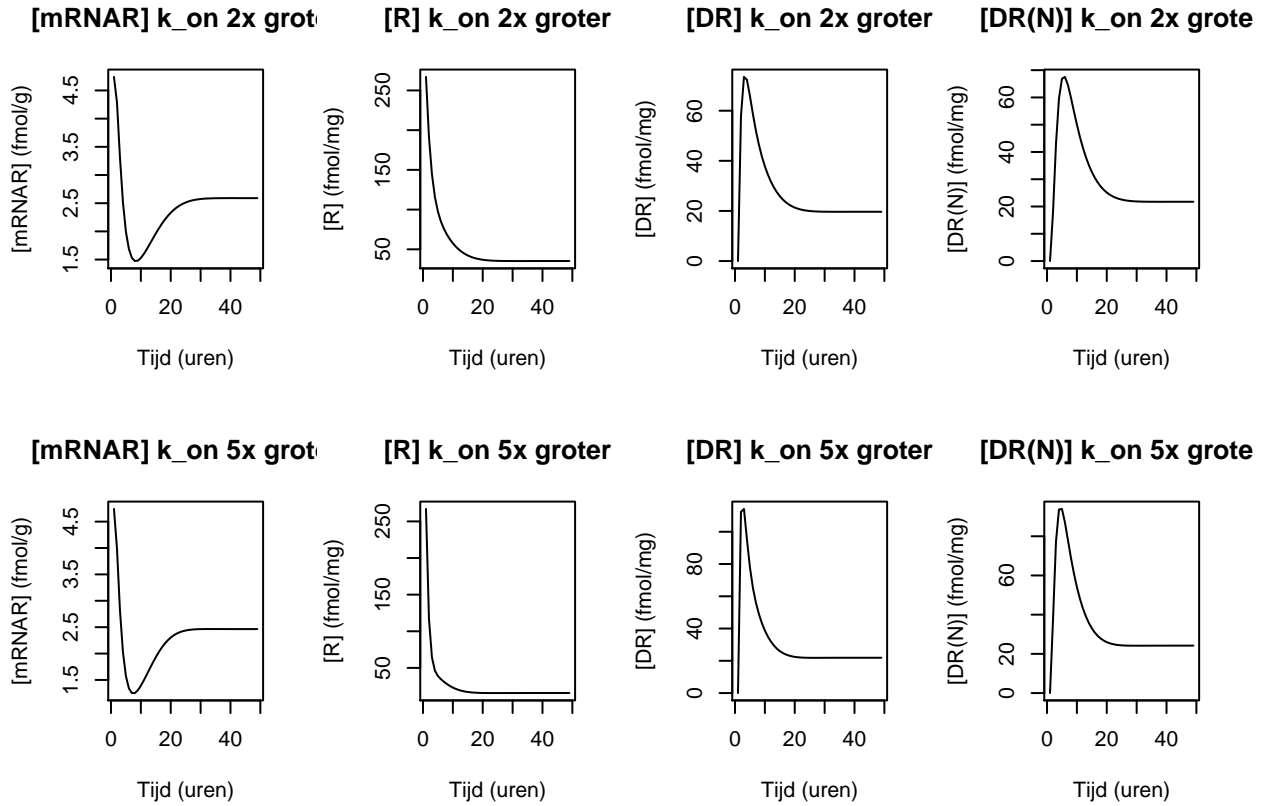 [mRNAR] k_on 2x grot
[R] k_on 2x groter
[DR] k_on 2x groter
[DR(N)] k_on 2x grote
[mRNAR] (fmol/g)
1.5 2.5 3.5 4.5
0 20 40
Tijd (uren)
[R] (fmol/mg)
50 150 250
0 20 40
Tijd (uren)
[DR] (fmol/mg)
0 20 40 60
0 20 40
Tijd (uren)
[DR(N)] (fmol/mg)
0 20 40 60
0 20 40
Tijd (uren)
[mRNAR] k_on 5x grot
[R] k_on 5x groter
[DR] k_on 5x groter
[DR(N)] k_on 5x grote
[mRNAR] (fmol/g)
1.5 2.5 3.5 4.5
0 20 40
Tijd (uren)
[R] (fmol/mg)
50 150 250
0 20 40
Tijd (uren)
[DR] (fmol/mg)
0 40 80
0 20 40
Tijd (uren)
[DR(N)] (fmol/mg)
0 20 60
0 20 40
Tijd (uren)